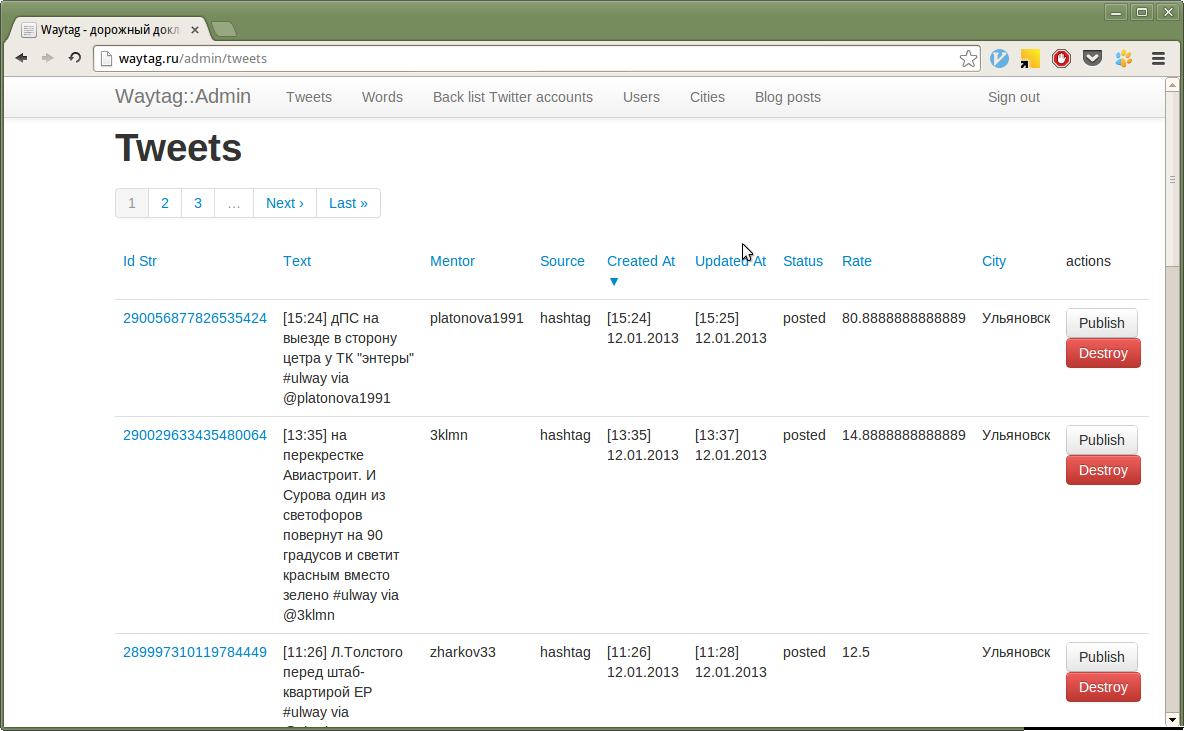 Waytag - дорожный докл
waytag.ru/admin/tweets
Waytag::Admin Tweets Words Back list Twitter accounts Users Cities Blog posts Sign out
Tweets
1 2 3 … Next › Last »
Id Str Text Mentor Source Created At Updated At Status Rate City actions
▼
290056877826535424 [15:24] дПС на platonova1991 hashtag [15:24] [15:25] posted 80.8888888888889 Ульяновск Publish
выезде в сторону 12.01.2013 12.01.2013
цетра у ТК "энтеры" Destroy
#ulway via
@platonova1991
290029633435480064 [13:35] на 3klmn hashtag [13:35] [13:37] posted 14.8888888888889 Ульяновск Publish
перекрестке 12.01.2013 12.01.2013
Авиастроит. И Destroy
Сурова один из
светофоров
повернут на 90
градусов и светит
красным вместо
зелено #ulway via
@3klmn
289997310119784449 [11:26] Л.Толстого zharkov33 hashtag [11:26] [11:28] posted 12.5 Ульяновск Publish
перед штаб- 12.01.2013 12.01.2013
квартирой ЕР Destroy
#ulway via